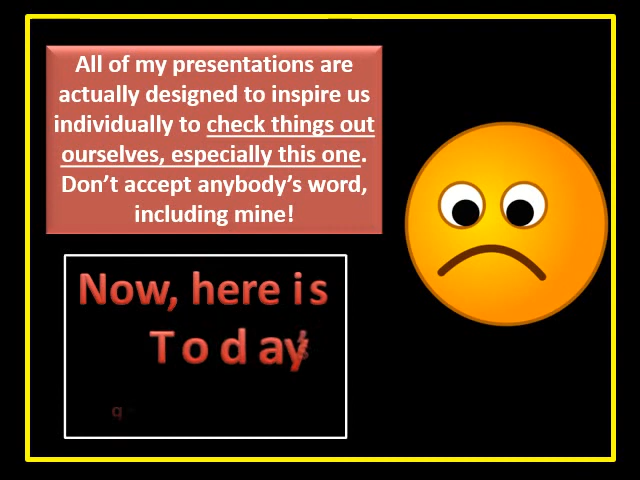 All of my presentations are
actually designed to inspire us
individually to check things out
ourselves, especially this one.
Don’t accept anybody’s word,
including mine!
Now, here is
Today